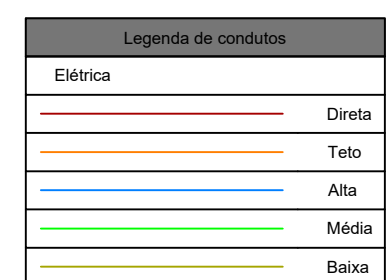 Legenda de condutos
Elétrica
Direta
Teto
Alta
Média
Baixa